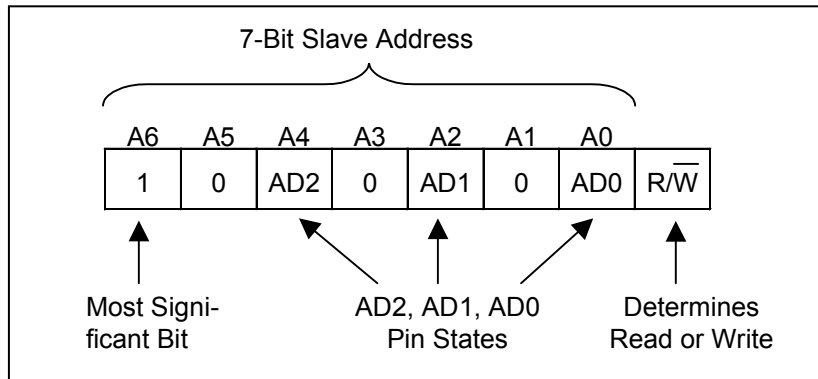 7-Bit Slave Address
A6 A5 A4 A3 A2 A1 A0
1 0 AD2 0 AD1 0 AD0 R/W̅
Most Signi-
ficant Bit
AD2, AD1, AD0
Pin States
Determines
Read or Write